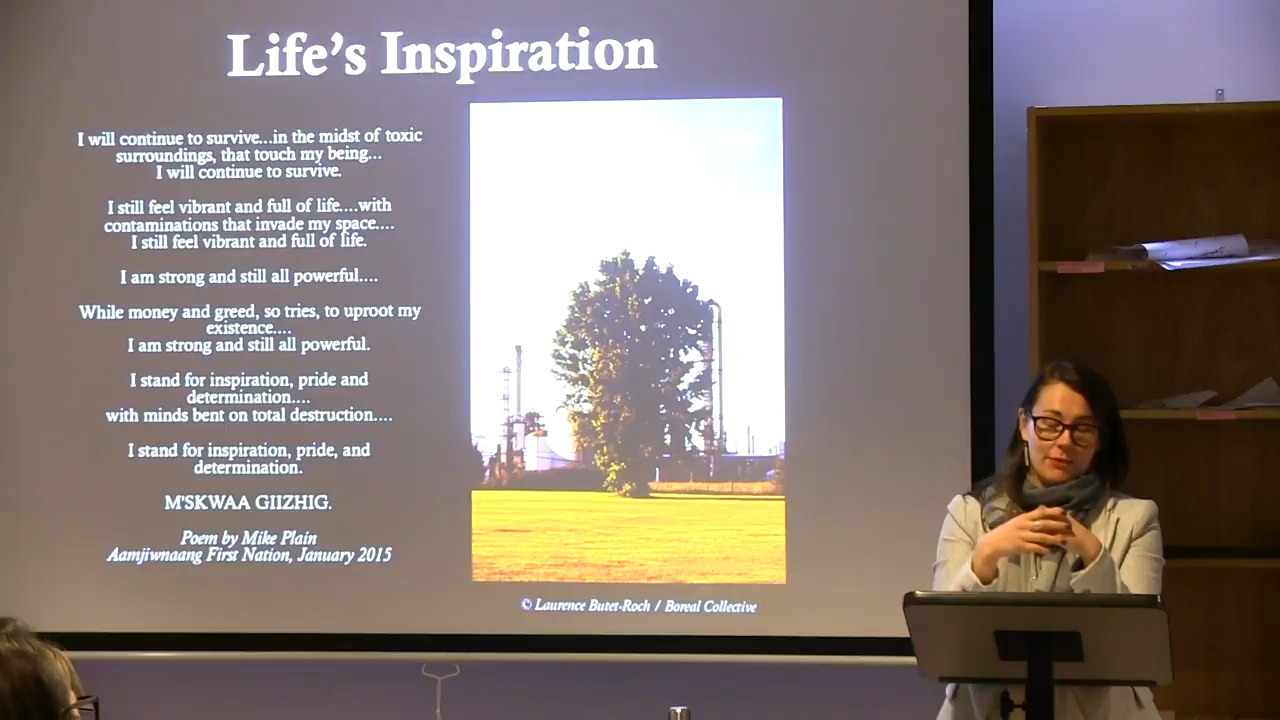 Life's Inspiration
I will continue to survive...in the midst of toxic
surroundings, that touch my being...
I will continue to survive.
I still feel vibrant and full of life....with
contaminations that invade my space....
I still feel vibrant and full of life.
I am strong and still all powerful....
While money and greed, so tries, to uproot my
existence....
I am strong and still all powerful.
I stand for inspiration, pride and
determination....
with minds bent on total destruction....
I stand for inspiration, pride, and
determination.
M'SKWAA GIIZHIG.
Poem by Mike Plain
Aamjiwnaang First Nation, January 2015
© Laurence Butet-Roch / Boreal Collective